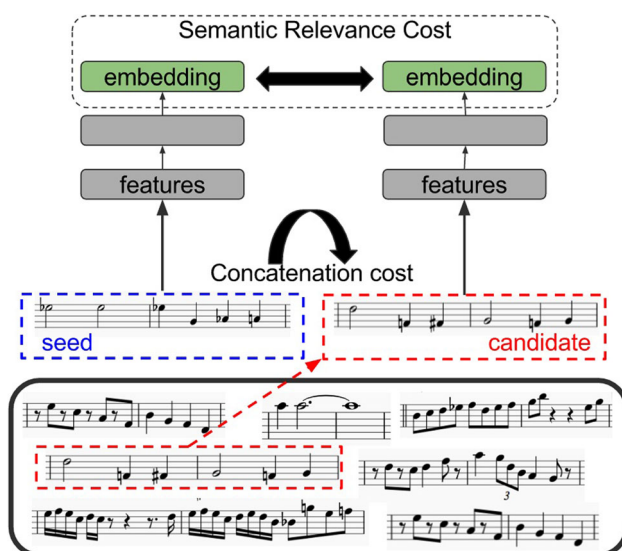 Semantic Relevance Cost
embedding
embedding
features
features
Concatenation cost
seed
candidate
3